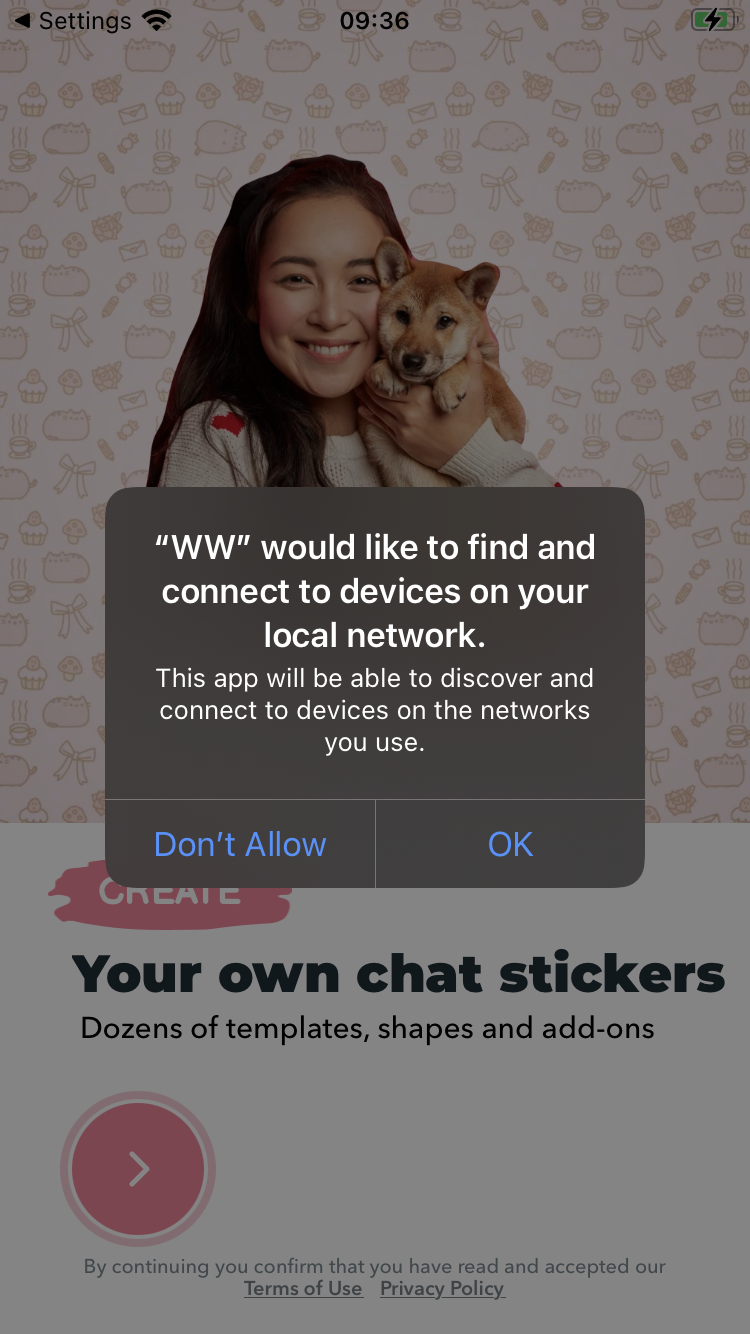 Settings
09:36
“WW” would like to find and
connect to devices on your
local network.
This app will be able to discover and
connect to devices on the networks
you use.
Don’t Allow
OK
CREATE
Your own chat stickers
Dozens of templates, shapes and add-ons
By continuing you confirm that you have read and accepted our
Terms of Use Privacy Policy